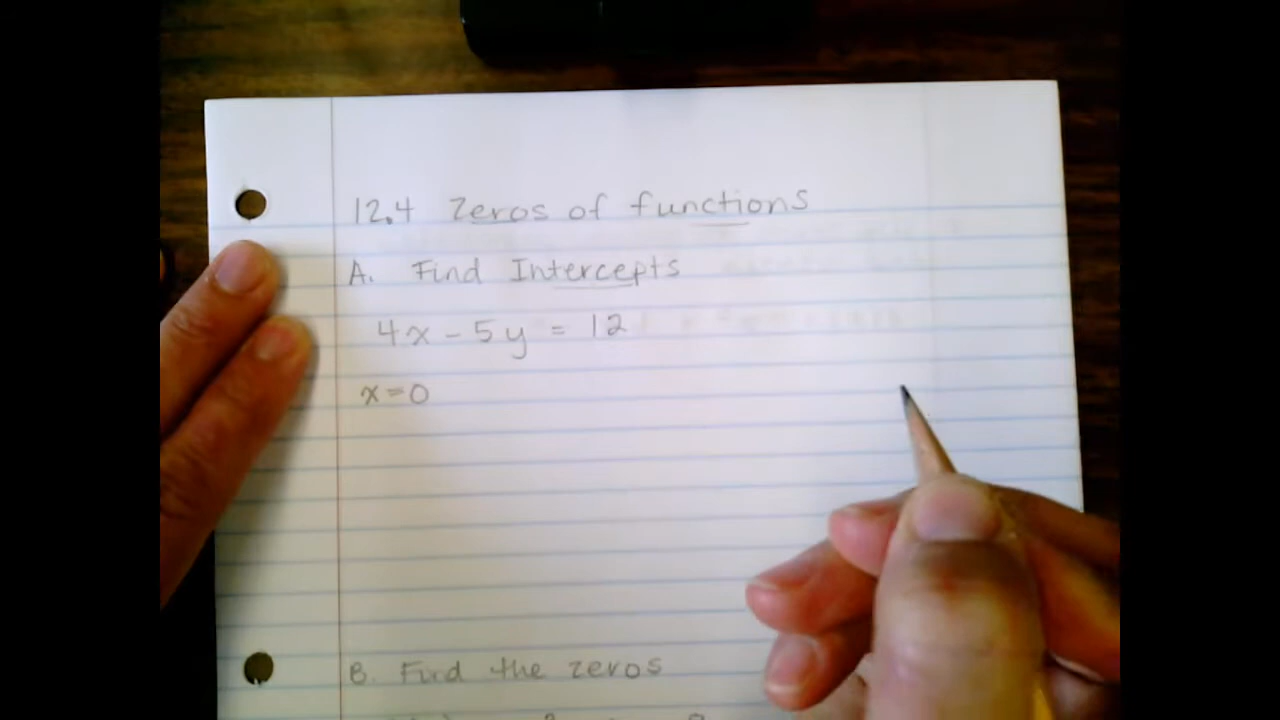 12.4 Zeros of functions
A. Find Intercepts
4x - 5y = 12
x = 0
B. Find the zeros